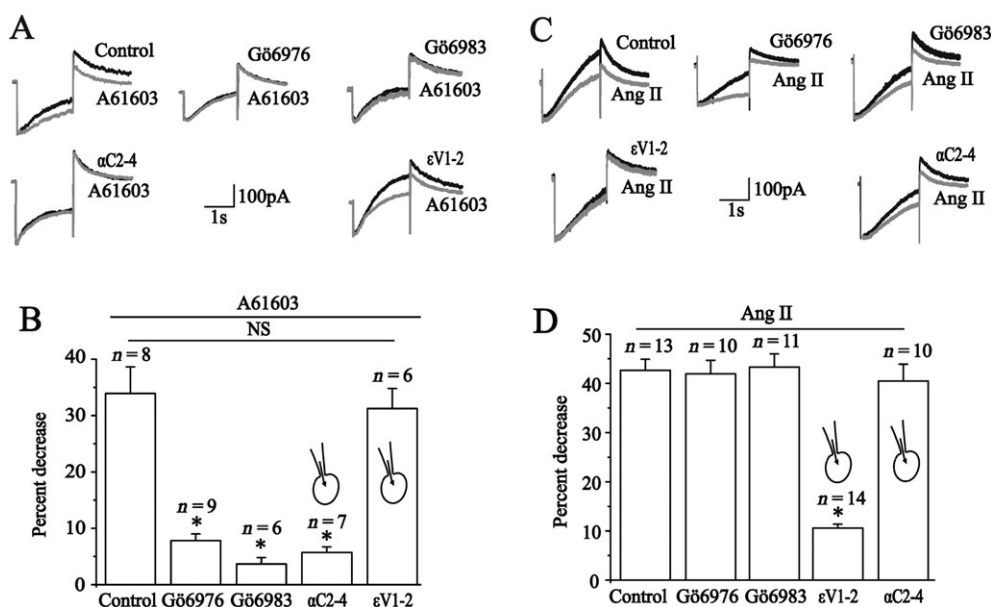 A
Control
A61603
Gö6976
A61603
Gö6983
A61603
αC2-4
A61603
100pA
1s
εV1-2
A61603
C
Control
Ang II
Gö6976
Ang II
Gö6983
Ang II
εV1-2
Ang II
100pA
1s
αC2-4
Ang II
B
A61603
NS
Percent decrease
40
30
20
10
0
n = 8
n = 9
*
n = 6
*
n = 7
*
n = 6
Control Gö6976 Gö6983 αC2-4 εV1-2
D
Ang II
Percent decrease
50
40
30
20
10
0
n = 13
n = 10
n = 11
n = 14
*
n = 10
Control Gö6976 Gö6983 εV1-2 αC2-4